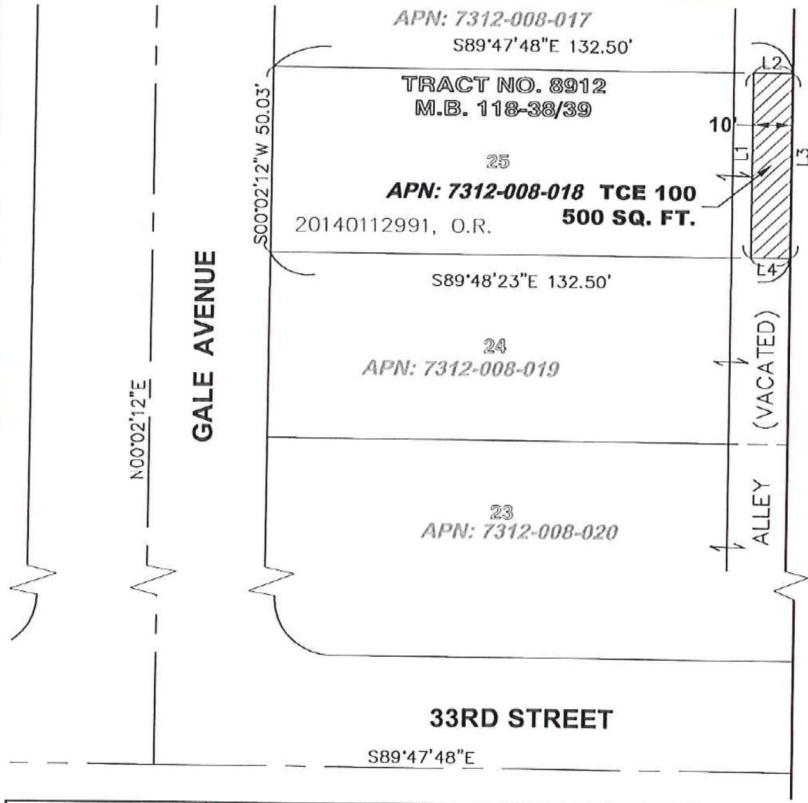 APN: 7312-008-017
S89°47'48"E 132.50'
L2
TRACT NO. 8912
M.B. 118-38/39
S00°02'12"W 50.03'
10'
L1
L3
25
APN: 7312-008-018 TCE 100
500 SQ. FT.
20140112991, O.R.
L4
S89°48'23"E 132.50'
GALE AVENUE
N00°02'12"E
24
APN: 7312-008-019
ALLEY (VACATED)
23
APN: 7312-008-020
33RD STREET
S89°47'48"E